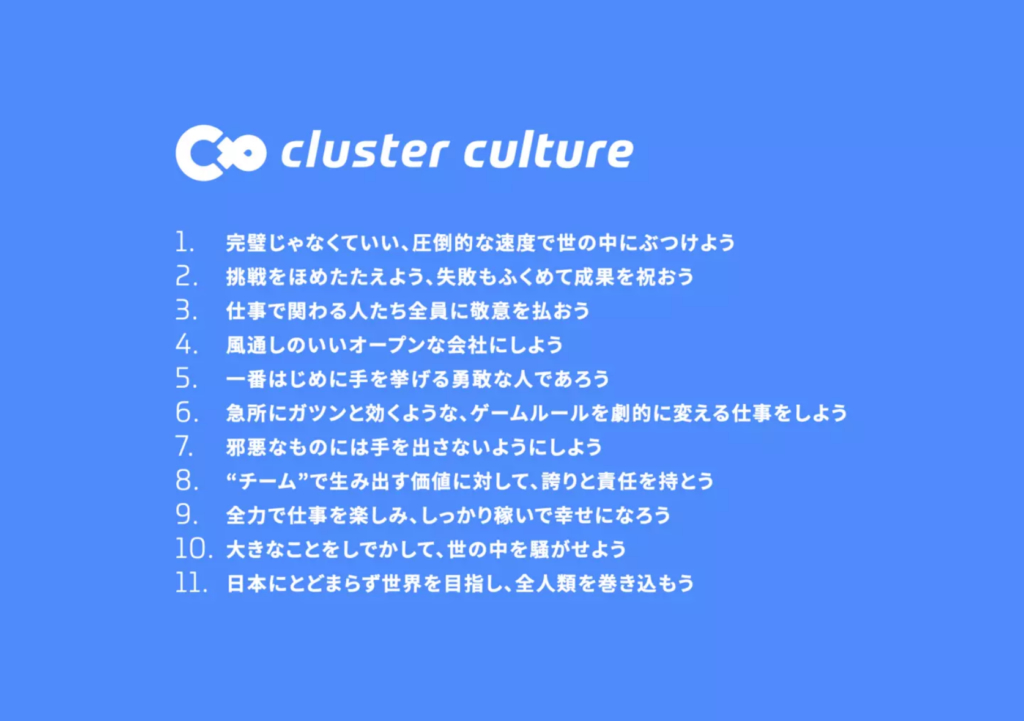 cluster culture
1. 完璧じゃなくていい、圧倒的な速度で世の中にぶつけよう
2. 挑戦をほめたたえよう、失敗もふくめて成果を祝おう
3. 仕事で関わる人たち全員に敬意を払おう
4. 風通しのいいオープンな会社にしよう
5. 一番はじめに手を挙げる勇敢な人であろう
6. 急所にガツンと効くような、ゲームルールを劇的に変える仕事をしよう
7. 邪悪なものには手を出さないようにしよう
8. “チーム”で生み出す価値に対して、誇りと責任を持とう
9. 全力で仕事を楽しみ、しっかり稼いで幸せになろう
10. 大きなことをしでかして、世の中を騒がせよう
11. 日本にとどまらず世界を目指し、全人類を巻き込もう